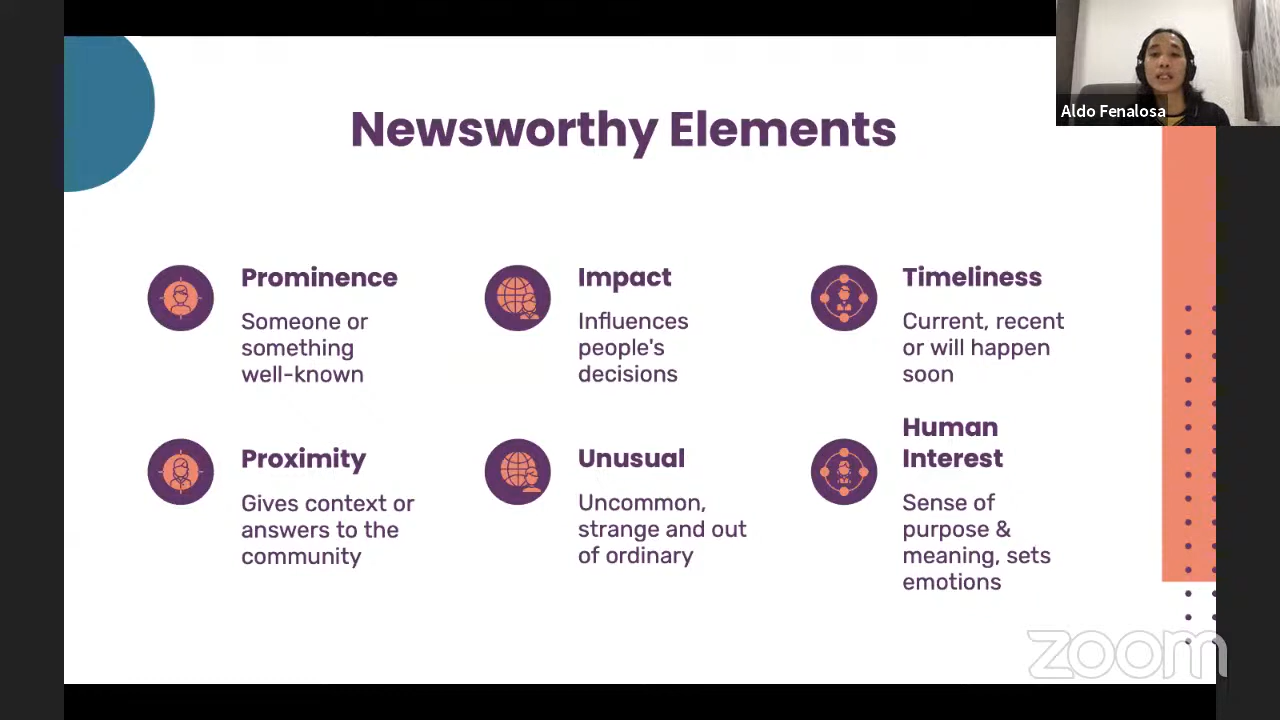 Aldo Fenalosa
Newsworthy Elements
Prominence
Someone or
something
well-known
Impact
Influences
people's
decisions
Timeliness
Current, recent
or will happen
soon
Proximity
Gives context or
answers to the
community
Unusual
Uncommon,
strange and out
of ordinary
Human
Interest
Sense of
purpose &
meaning, sets
emotions
zoom